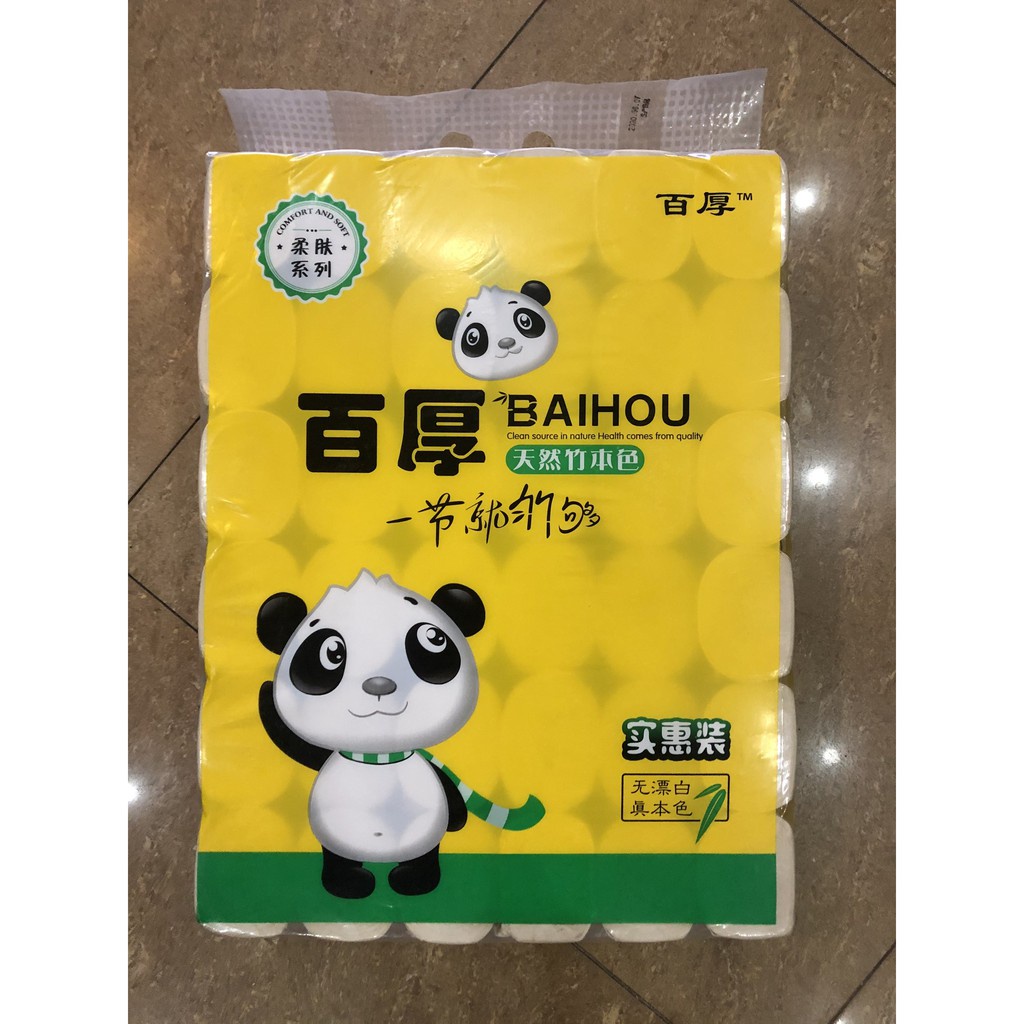 百厚™
COMFORT AND SOFT
柔肤
系列
百厚
BAIHOU
Clean source in nature Health comes from quality
天然竹本色
一节就竹够
实惠装
无漂白
真本色